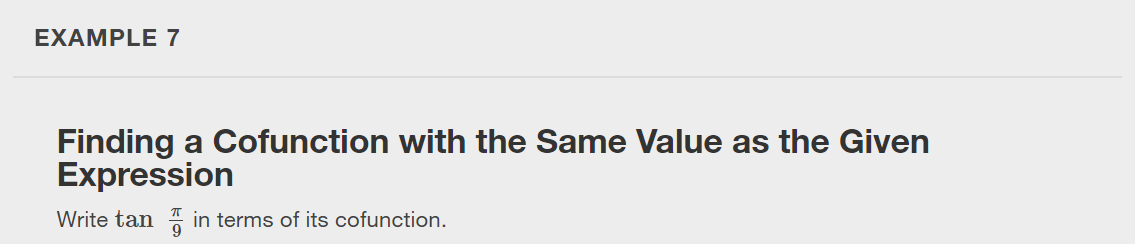 EXAMPLE 7
Finding a Cofunction with the Same Value as the Given
Expression
Write tan π/9 in terms of its cofunction.